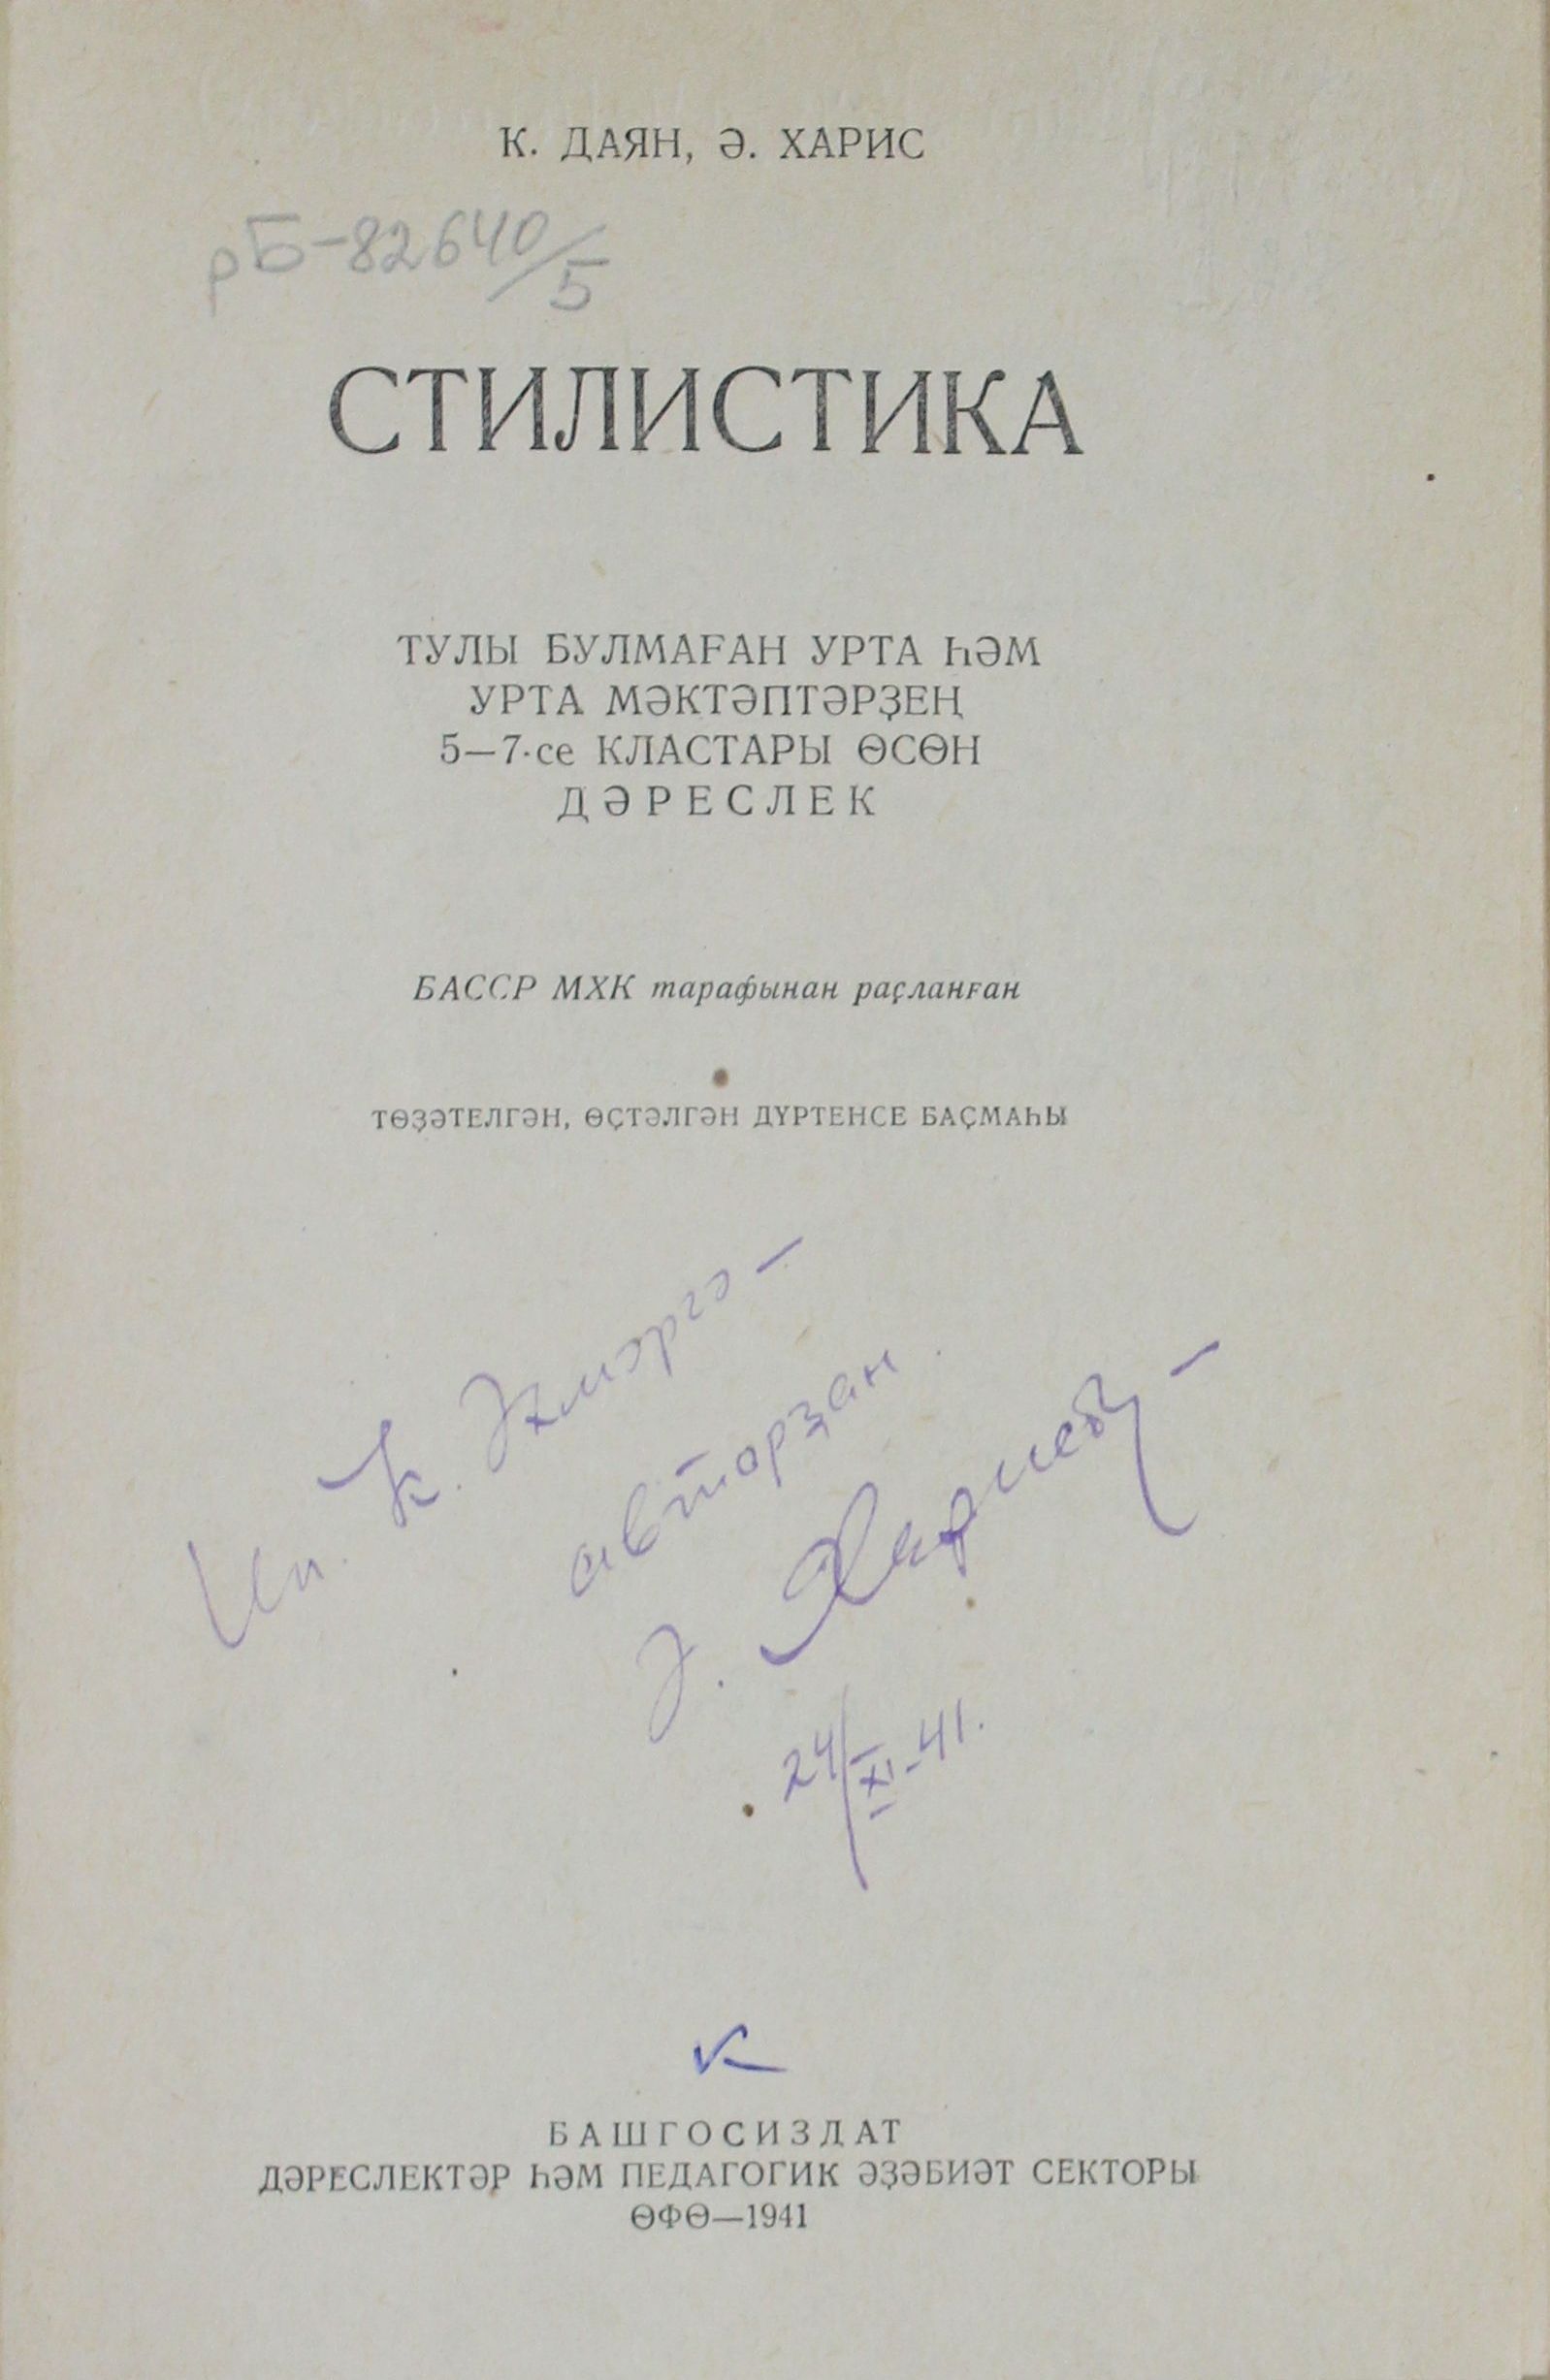 К. ДАЯН, Ә. ХАРИС
рБ-82640/5
СТИЛИСТИКА
ТУЛЫ БУЛМАҒАН УРТА ҺӘМ
УРТА МӘКТӘПТӘРҘЕҢ
5—7-се КЛАСТАРЫ ӨСӨН
ДӘРЕСЛЕК
БАССР МХК тарафынан раҫланған
ТӨҘӘТЕЛГӘН, ӨҪТӘЛГӘН ДҮРТЕНСЕ БАҪМАҺЫ
К. Әхмәргә —
авторҙан
Ә.
24/XI-41.
БАШГОСИЗДАТ
ДӘРЕСЛЕКТӘР ҺӘМ ПЕДАГОГИК ӘҘӘБИӘТ СЕКТОРЫ
ӨФӨ—1941